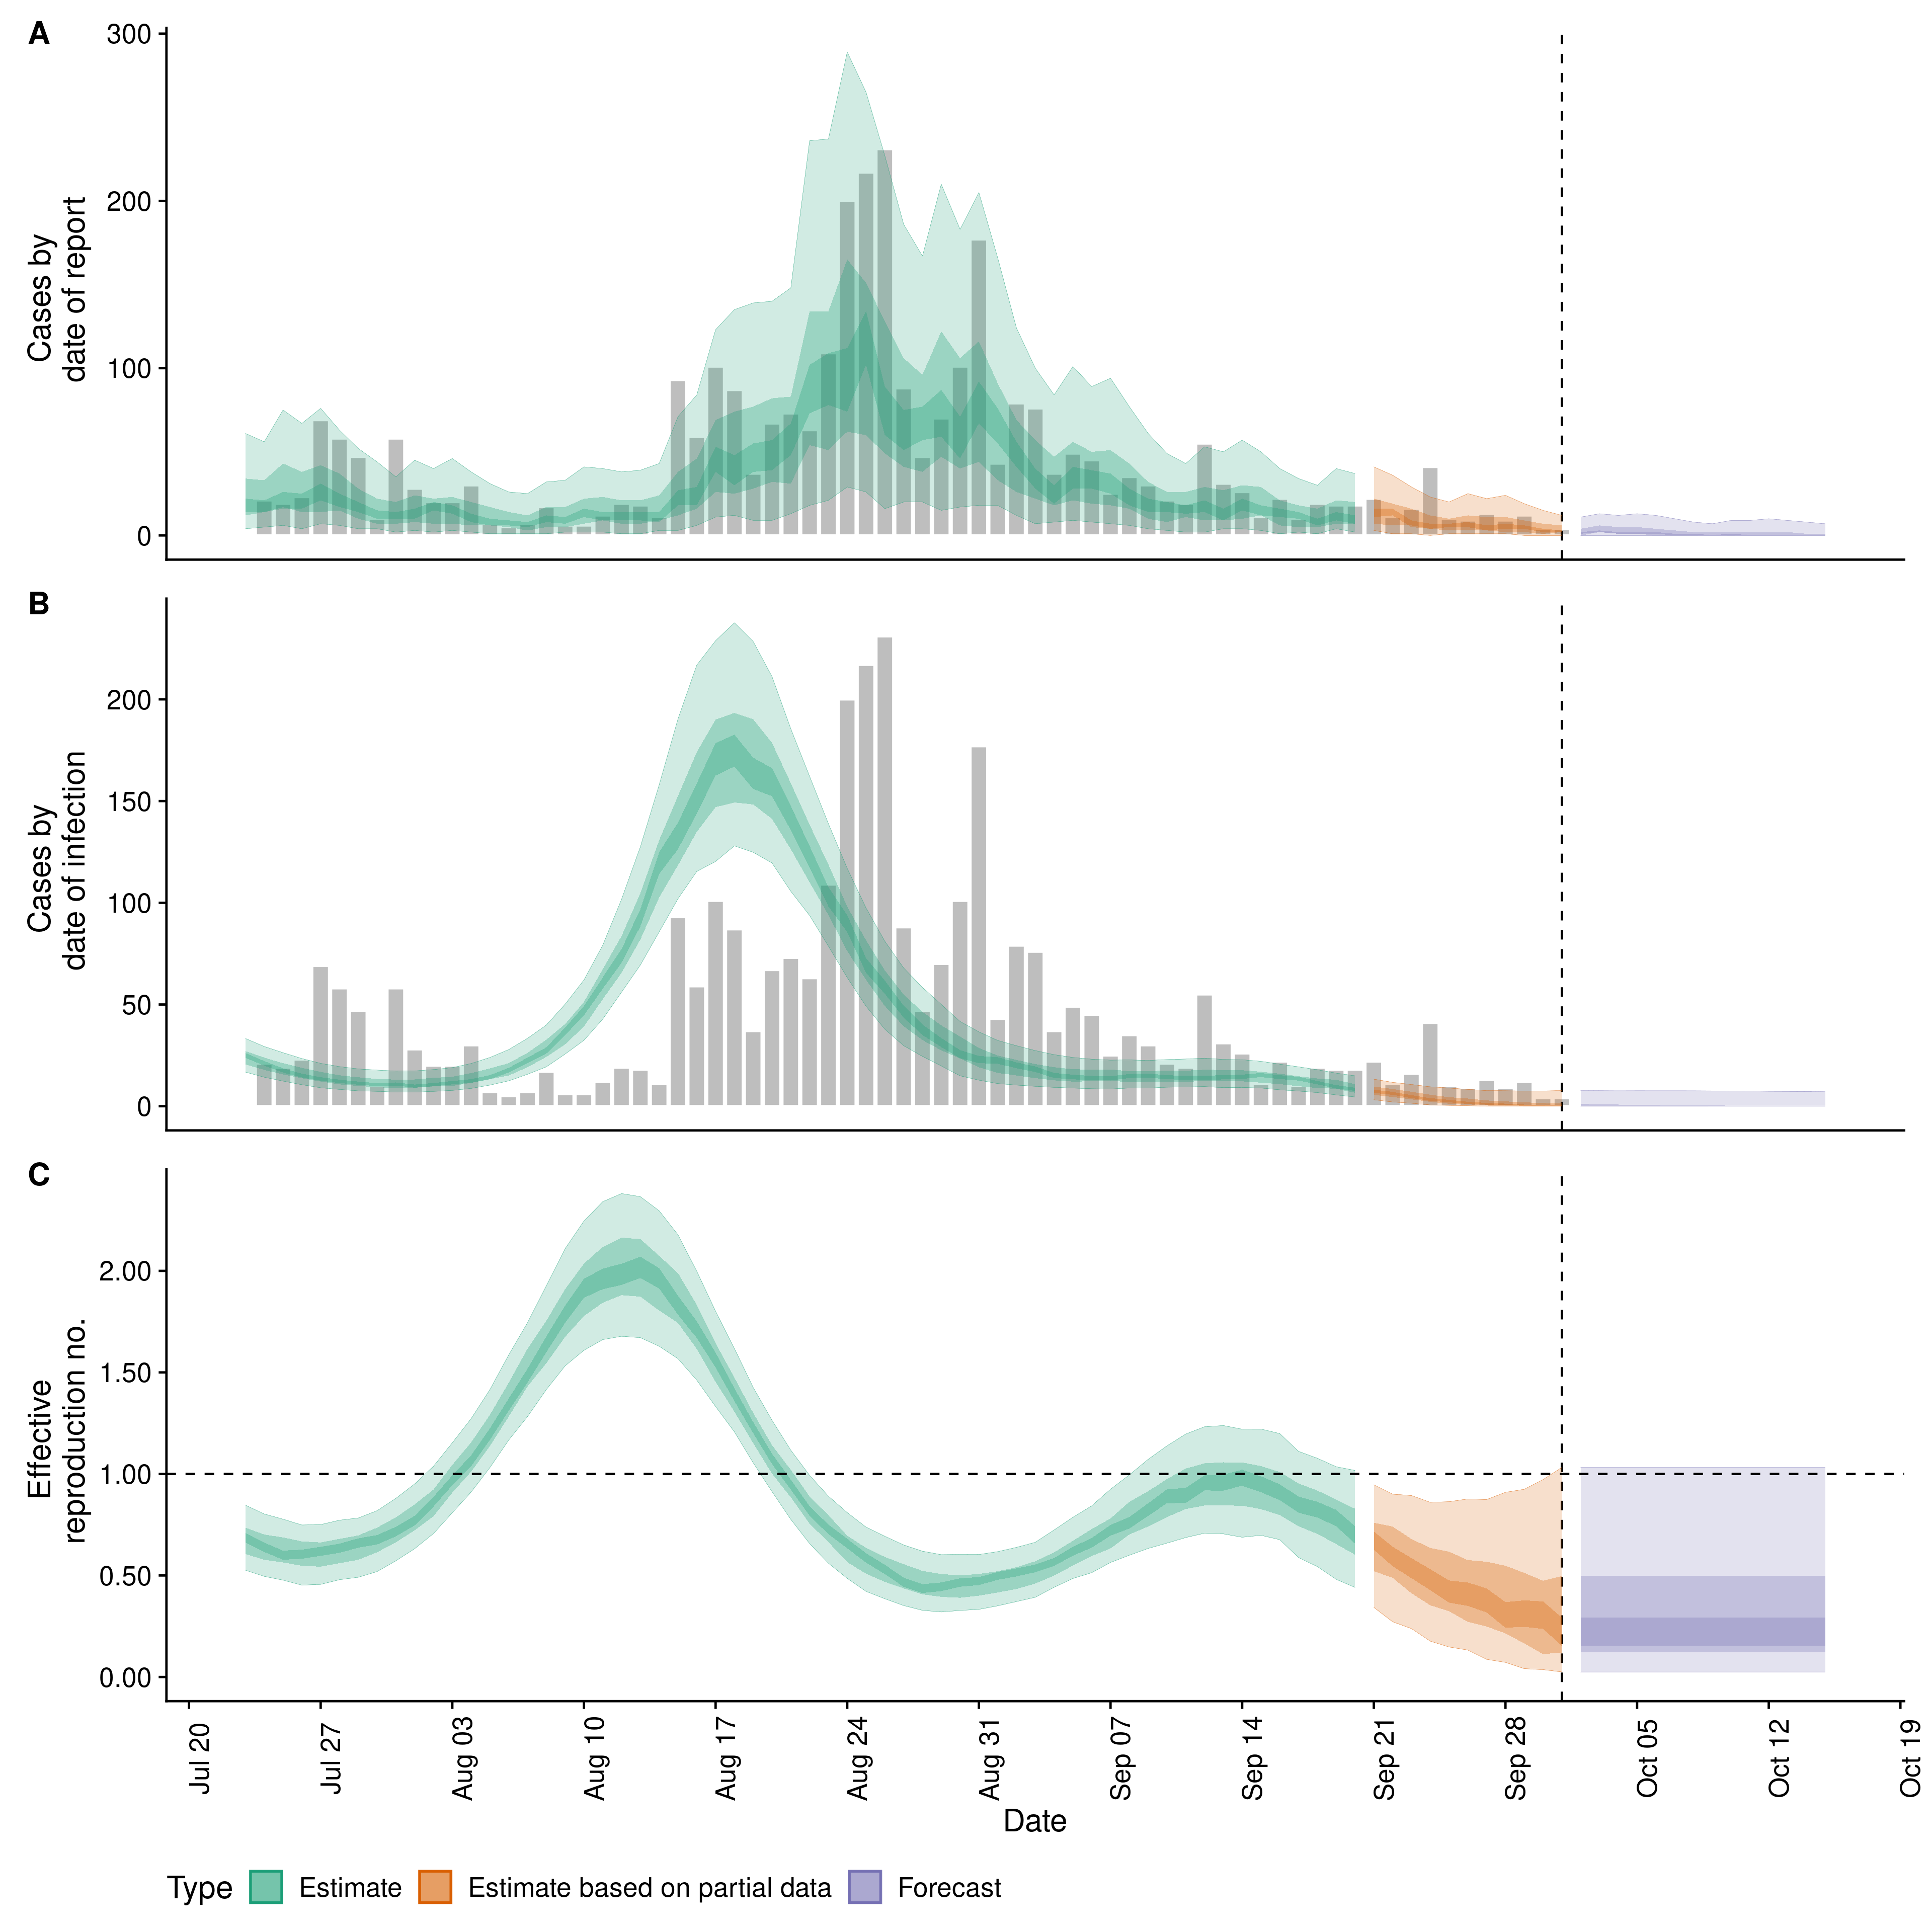 A
300
200
100
0
Cases by
date of report
B
200
150
100
50
0
Cases by
date of infection
C
2.00
1.50
1.00
0.50
0.00
Effective
reproduction no.
Jul 20
Jul 27
Aug 03
Aug 10
Aug 17
Aug 24
Aug 31
Sep 07
Sep 14
Sep 21
Sep 28
Oct 05
Oct 12
Oct 19
Date
Type Estimate Estimate based on partial data Forecast